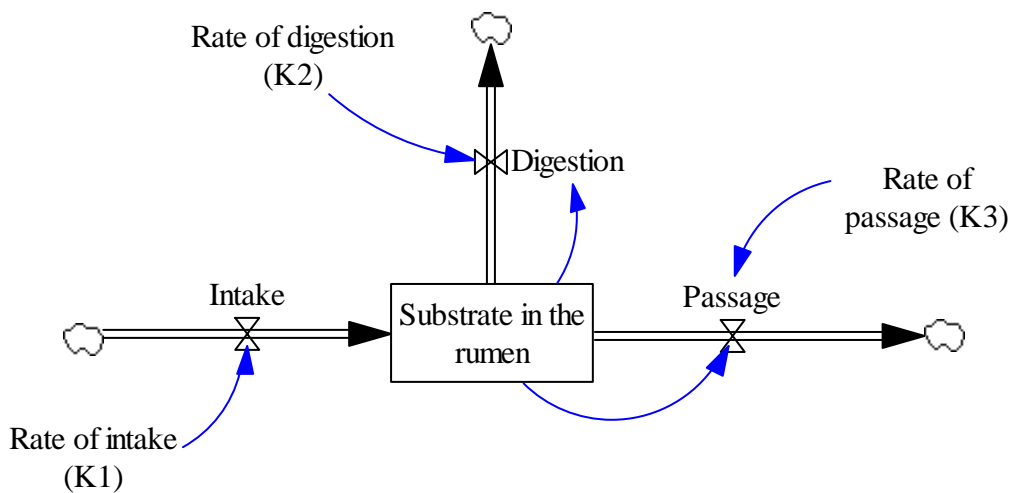 Rate of digestion
(K2)
Digestion
Rate of
passage (K3)
Intake
Substrate in the
rumen
Passage
Rate of intake
(K1)